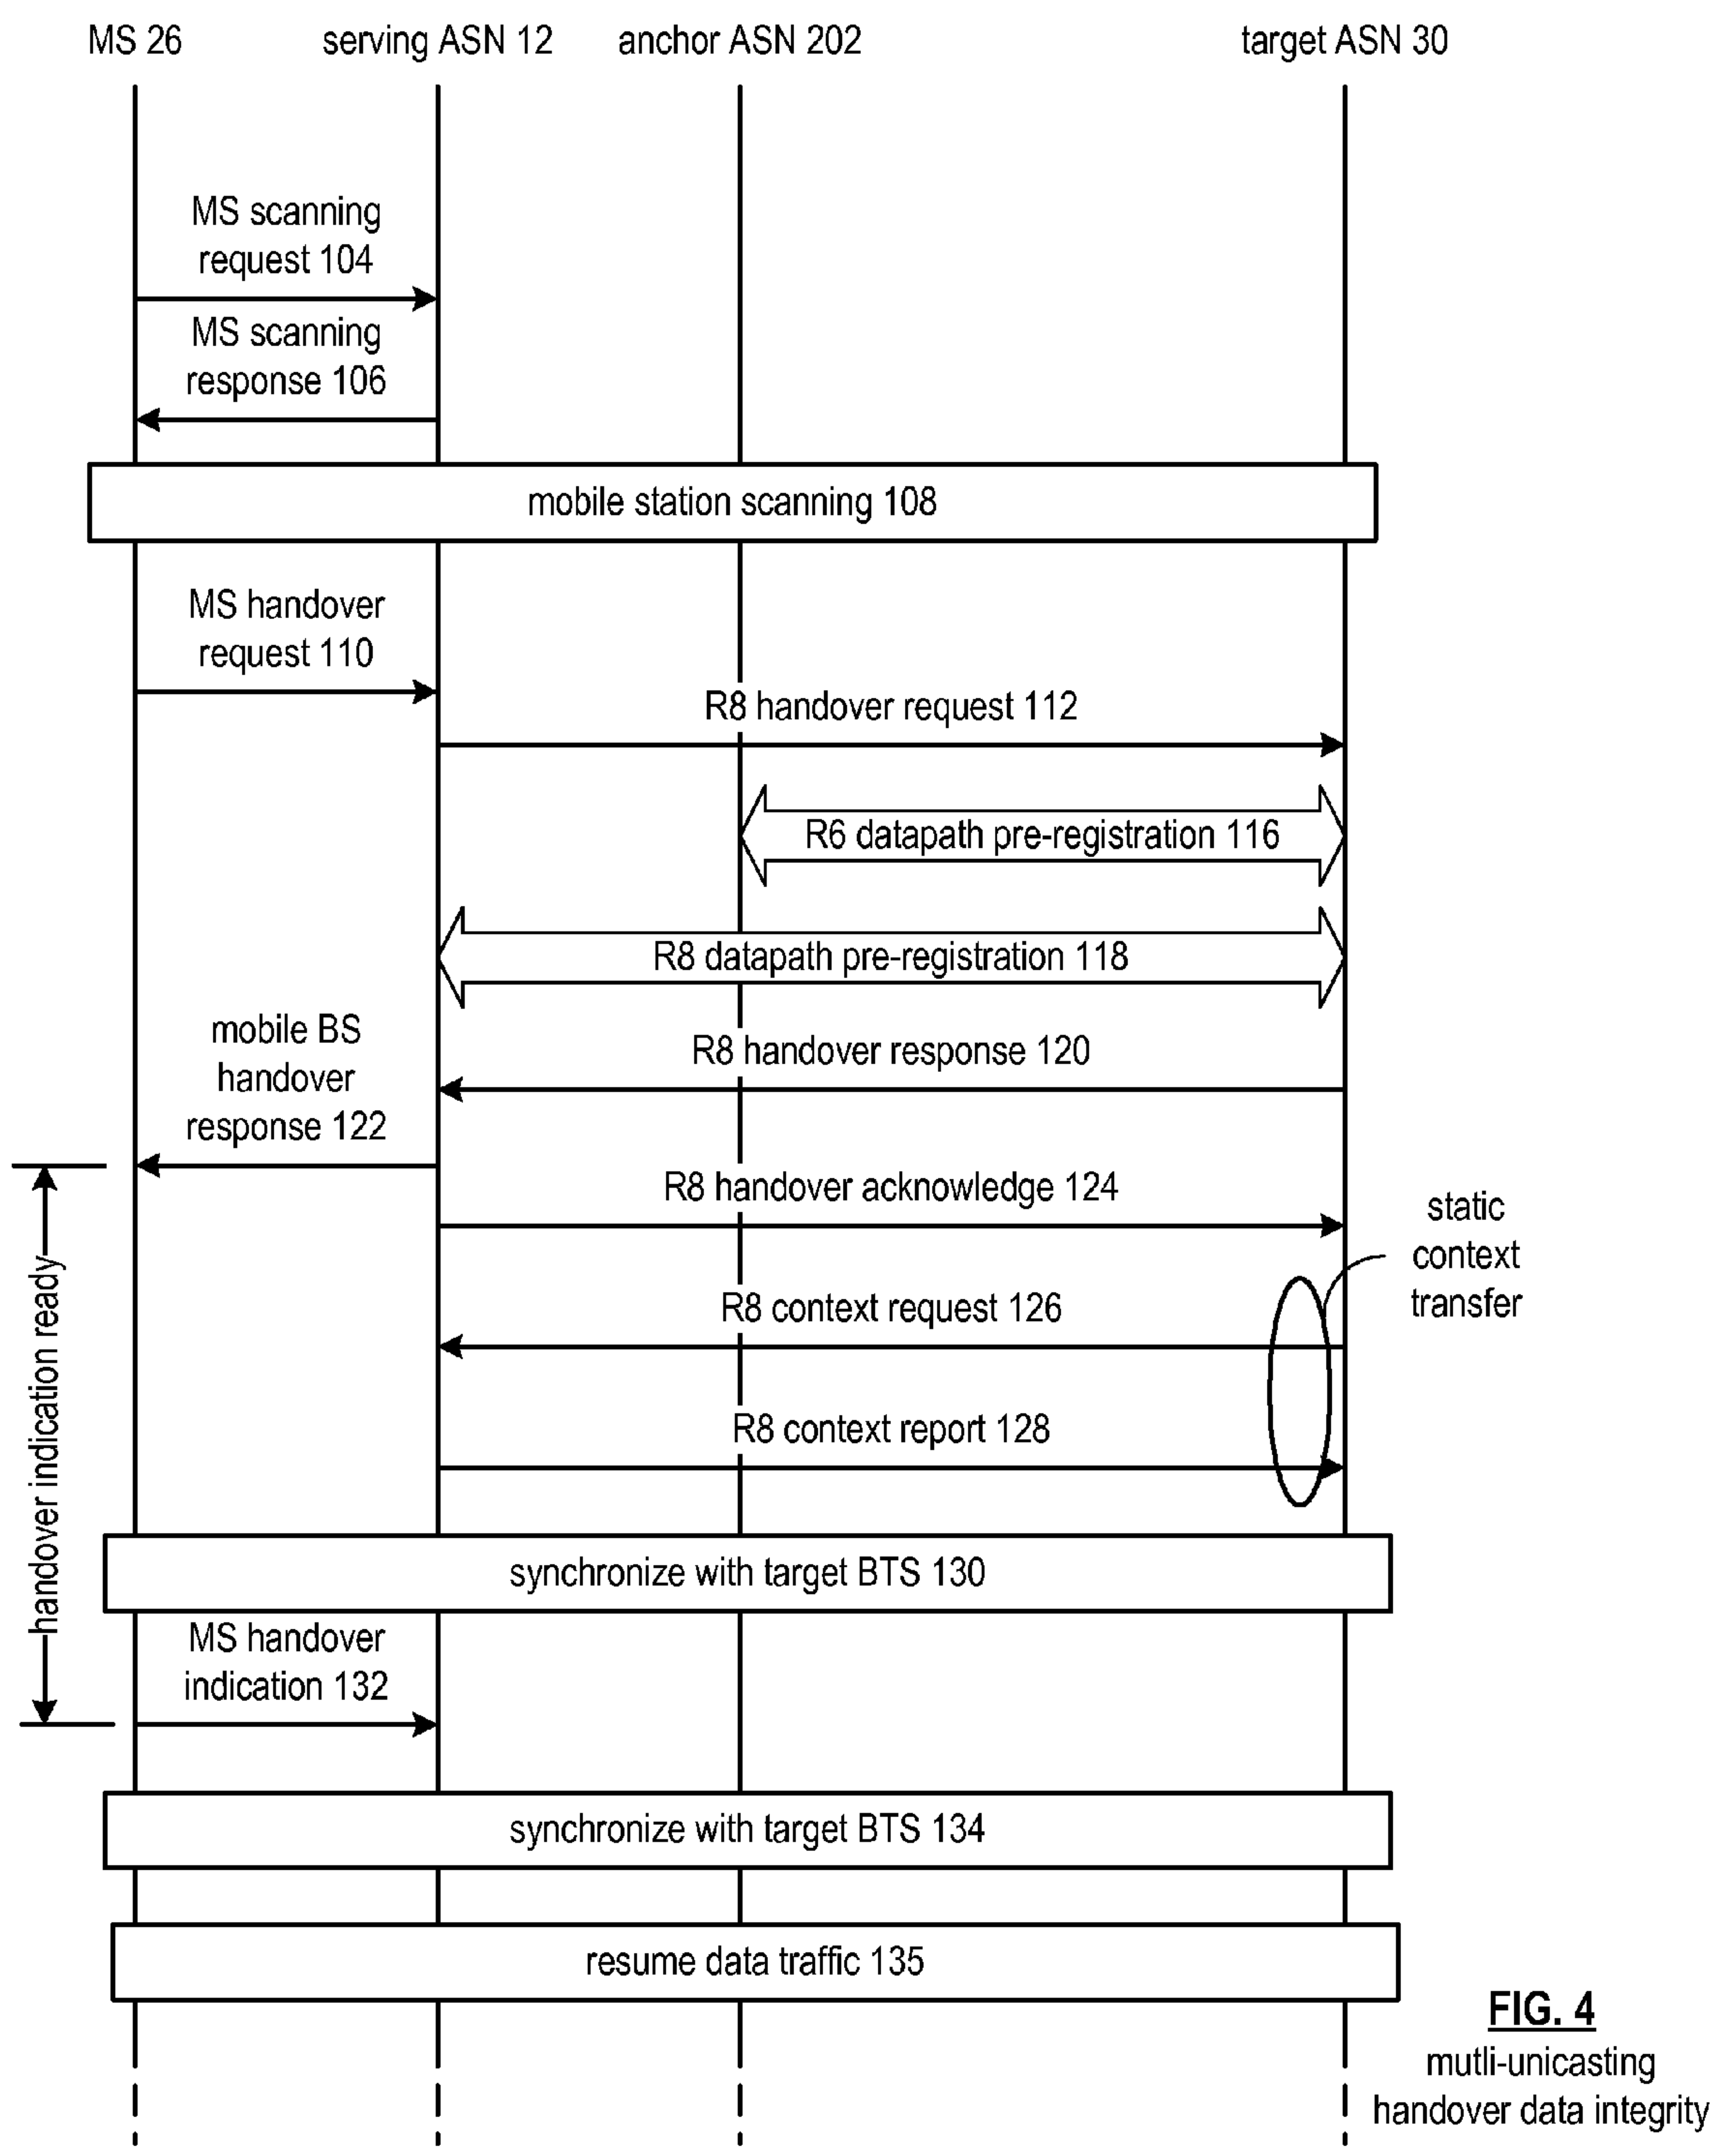 MS 26
serving ASN 12
anchor ASN 202
target ASN 30
MS scanning
request 104
MS scanning
response 106
mobile station scanning 108
MS handover
request 110
R8 handover request 112
R6 datapath pre-registration 116
R8 datapath pre-registration 118
mobile BS
handover
response 122
R8 handover response 120
R8 handover acknowledge 124
static
context
transfer
R8 context request 126
R8 context report 128
handover indication ready
synchronize with target BTS 130
MS handover
indication 132
synchronize with target BTS 134
resume data traffic 135
FIG. 4
mutli-unicasting
handover data integrity